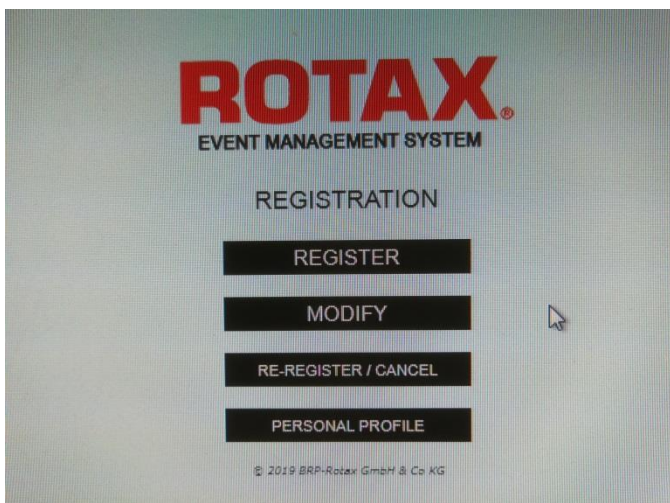 ROTAX®
EVENT MANAGEMENT SYSTEM
REGISTRATION
REGISTER
MODIFY
RE-REGISTER / CANCEL
PERSONAL PROFILE
© 2019 BRP-Rotax GmbH & Co KG